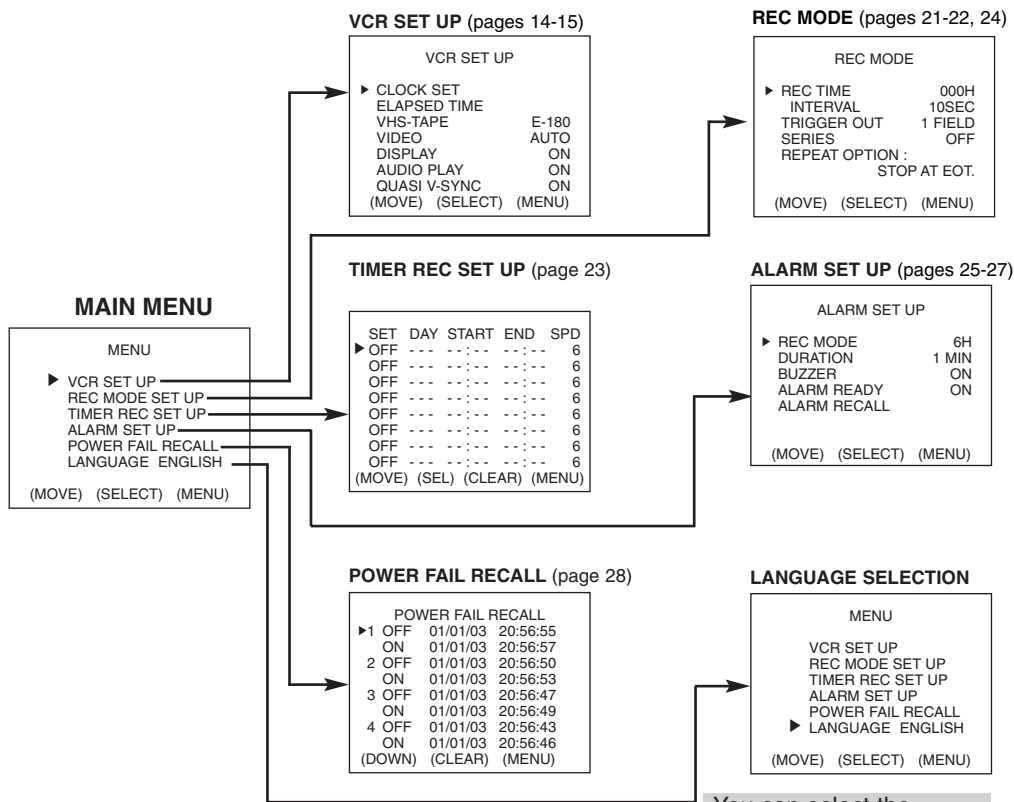 VCR SET UP (pages 14-15)
VCR SET UP
▶ CLOCK SET
ELAPSED TIME
VHS-TAPE E-180
VIDEO AUTO
DISPLAY ON
AUDIO PLAY ON
QUASI V-SYNC ON
(MOVE) (SELECT) (MENU)
REC MODE (pages 21-22, 24)
REC MODE
▶ REC TIME 000H
INTERVAL 10SEC
TRIGGER OUT 1 FIELD
SERIES OFF
REPEAT OPTION :
STOP AT EOT.
(MOVE) (SELECT) (MENU)
MAIN MENU
MENU
▶ VCR SET UP
REC MODE SET UP
TIMER REC SET UP
ALARM SET UP
POWER FAIL RECALL
LANGUAGE ENGLISH
(MOVE) (SELECT) (MENU)
TIMER REC SET UP (page 23)
SET DAY START END SPD
▶ OFF - - - - - : - - - - : - - 6
OFF - - - - - : - - - - : - - 6
OFF - - - - - : - - - - : - - 6
OFF - - - - - : - - - - : - - 6
OFF - - - - - : - - - - : - - 6
OFF - - - - - : - - - - : - - 6
OFF - - - - - : - - - - : - - 6
OFF - - - - - : - - - - : - - 6
(MOVE) (SEL) (CLEAR) (MENU)
ALARM SET UP (pages 25-27)
ALARM SET UP
▶ REC MODE 6H
DURATION 1 MIN
BUZZER ON
ALARM READY ON
ALARM RECALL
(MOVE) (SELECT) (MENU)
POWER FAIL RECALL (page 28)
POWER FAIL RECALL
▶1 OFF 01/01/03 20:56:55
ON 01/01/03 20:56:57
2 OFF 01/01/03 20:56:50
ON 01/01/03 20:56:53
3 OFF 01/01/03 20:56:47
ON 01/01/03 20:56:49
4 OFF 01/01/03 20:56:43
ON 01/01/03 20:56:46
(DOWN) (CLEAR) (MENU)
LANGUAGE SELECTION
MENU
VCR SET UP
REC MODE SET UP
TIMER REC SET UP
ALARM SET UP
POWER FAIL RECALL
▶ LANGUAGE ENGLISH
(MOVE) (SELECT) (MENU)
You can select the